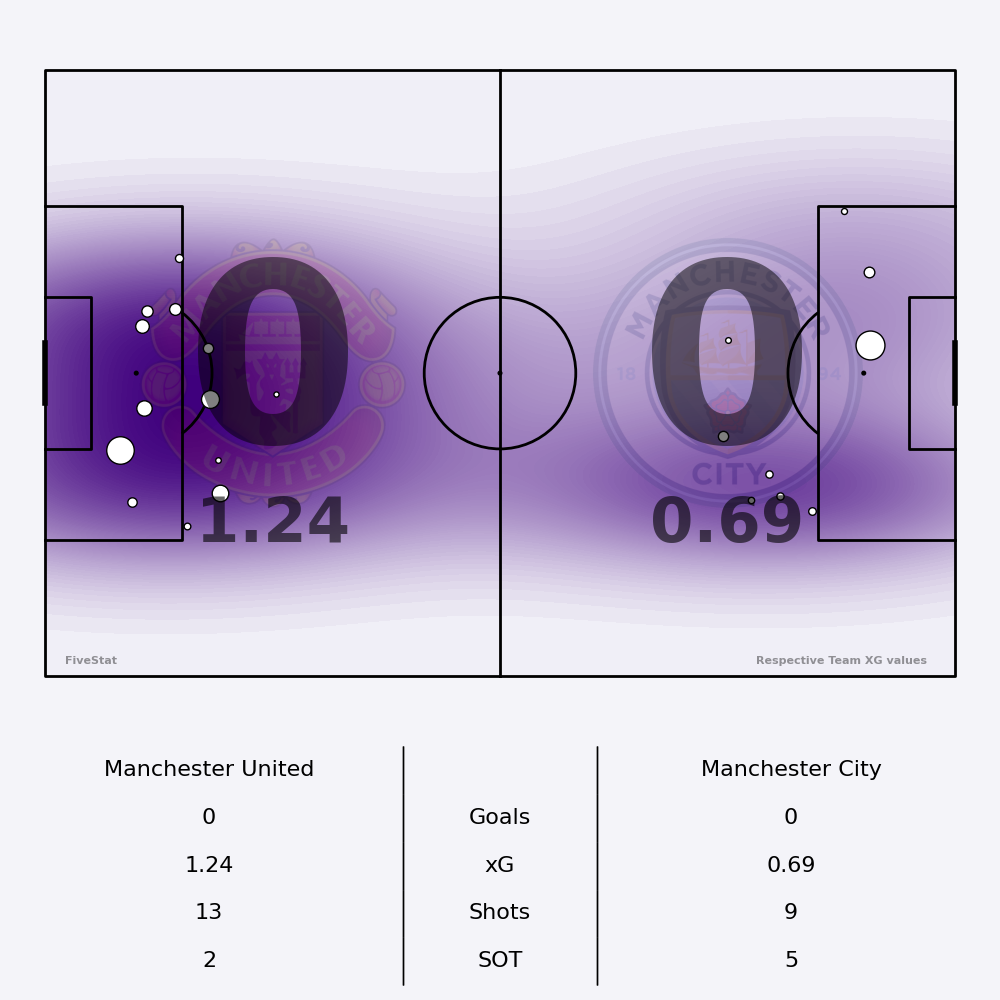 MANCHESTER
UNITED
0
1.24
MANCHESTER
18 94
CITY
0
0.69
FiveStat
Respective Team XG values
Manchester United Manchester City
0 Goals 0
1.24 xG 0.69
13 Shots 9
2 SOT 5